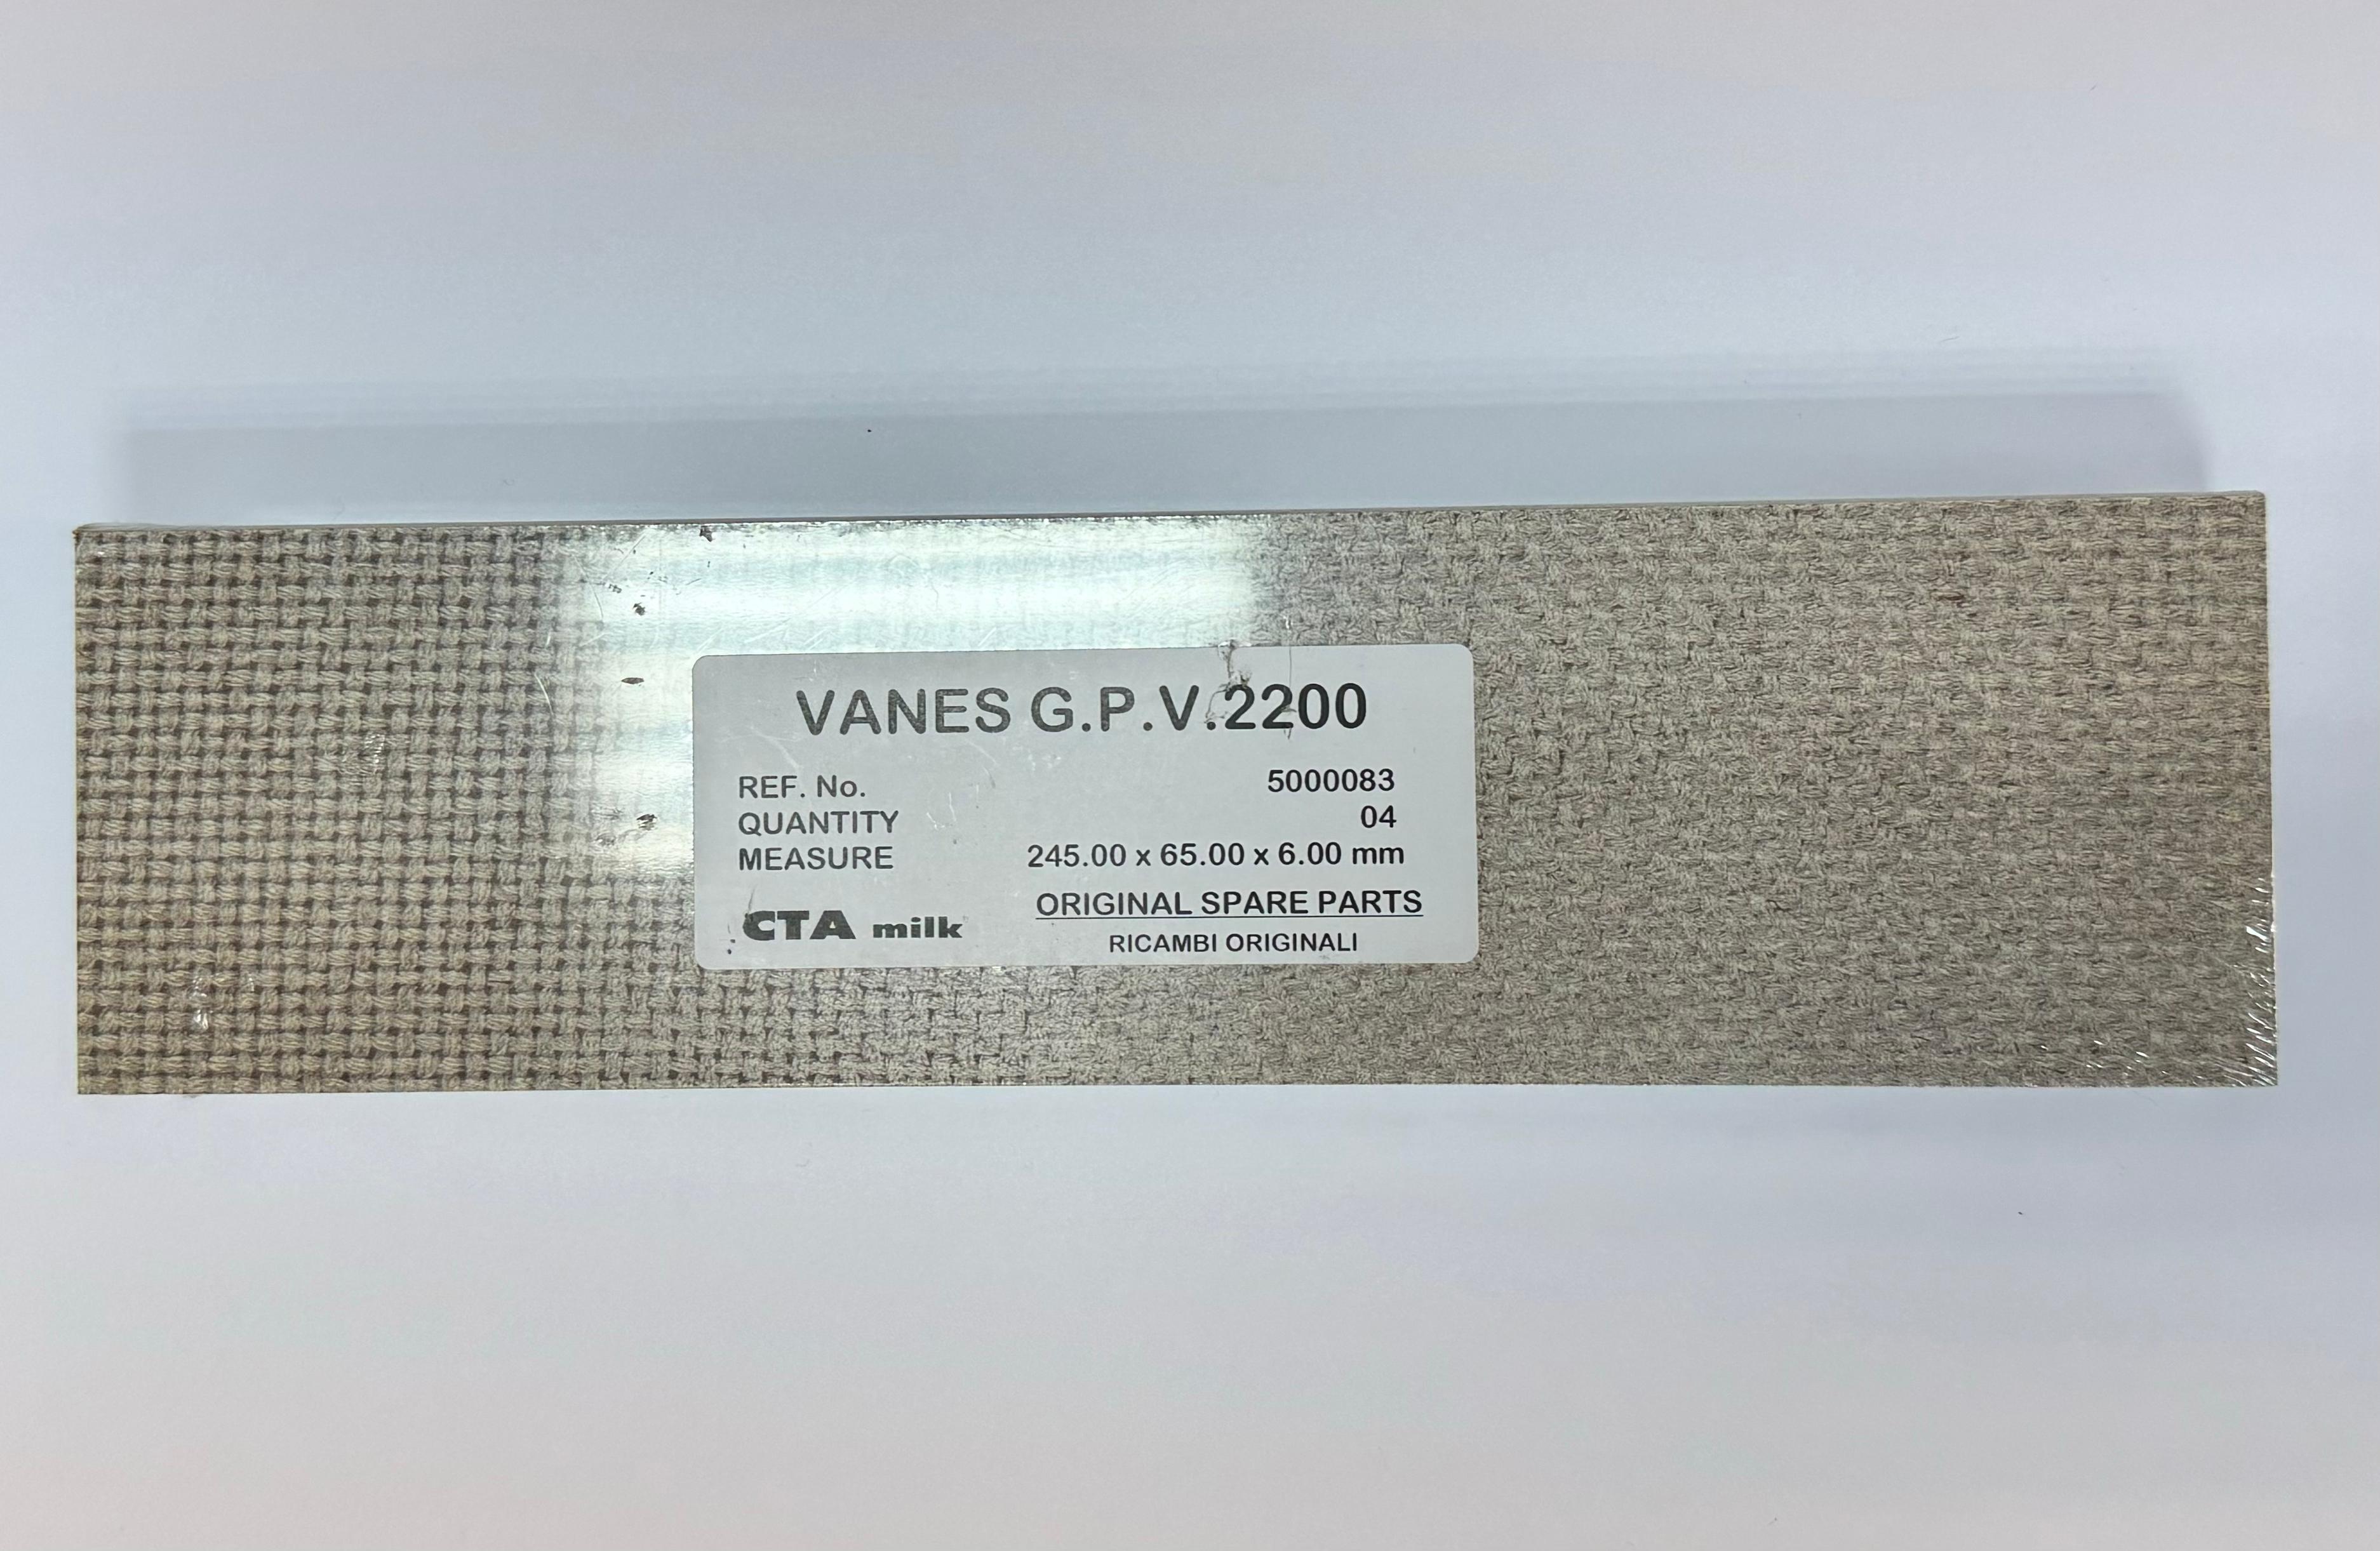 VANES G.P.V.2200
REF. No. 5000083
QUANTITY 04
MEASURE 245.00 x 65.00 x 6.00 mm
ORIGINAL SPARE PARTS
CTA milk
RICAMBI ORIGINALI